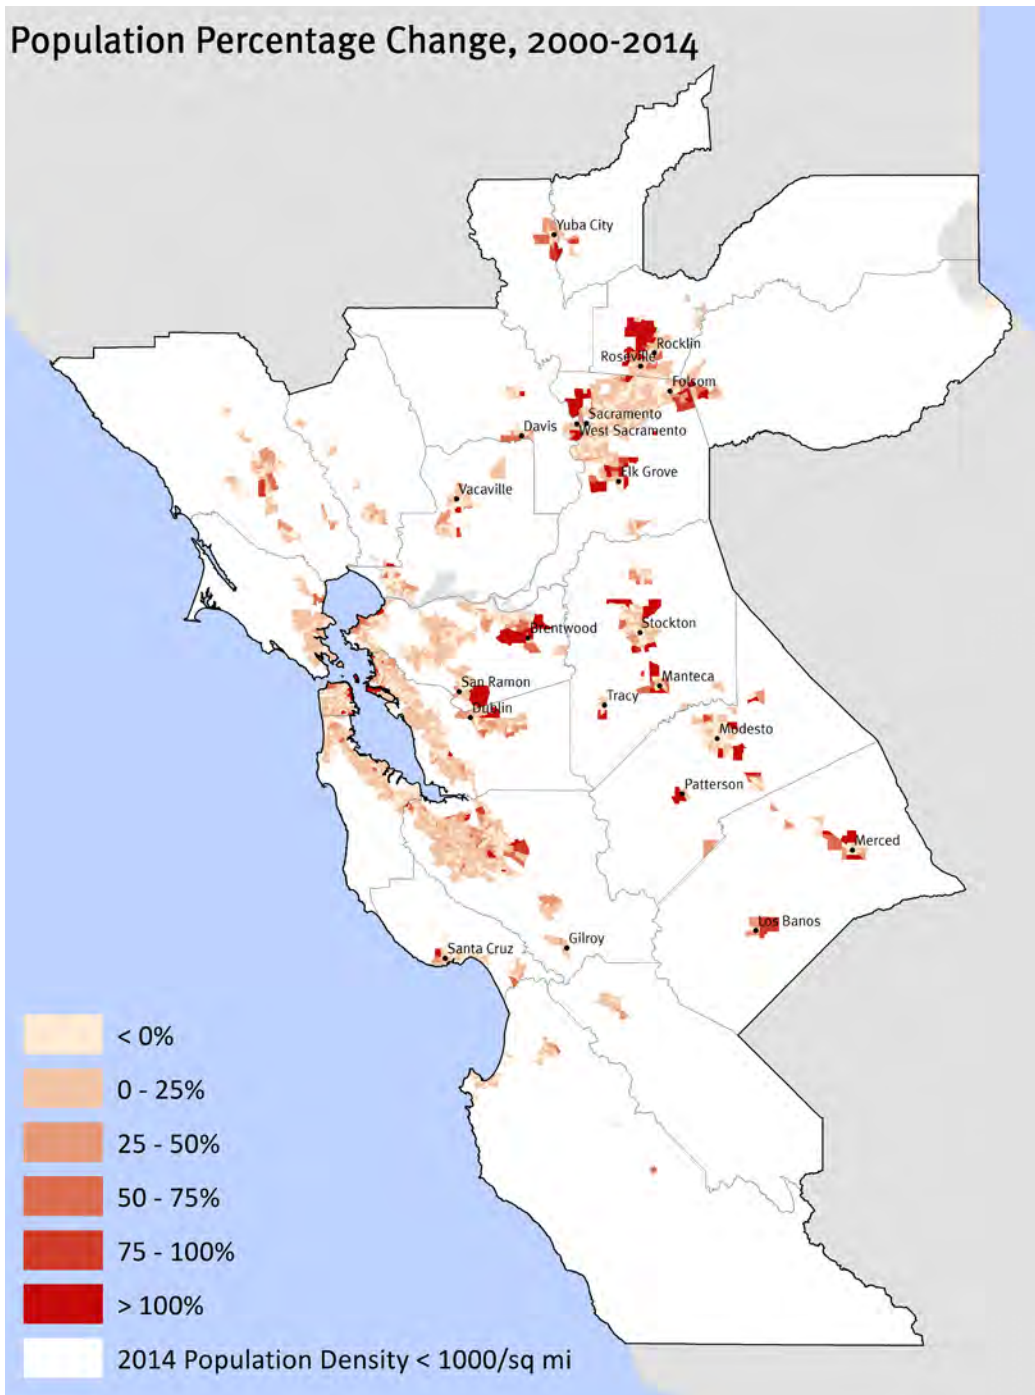 Population Percentage Change, 2000-2014
Yuba City
Rocklin
Roseville
Folsom
Sacramento
West Sacramento
Davis
Elk Grove
Vacaville
Stockton
Brentwood
Manteca
San Ramon
Tracy
Dublin
Modesto
Patterson
Merced
Los Banos
Gilroy
Santa Cruz
< 0%
0 - 25%
25 - 50%
50 - 75%
75 - 100%
> 100%
2014 Population Density < 1000/sq mi